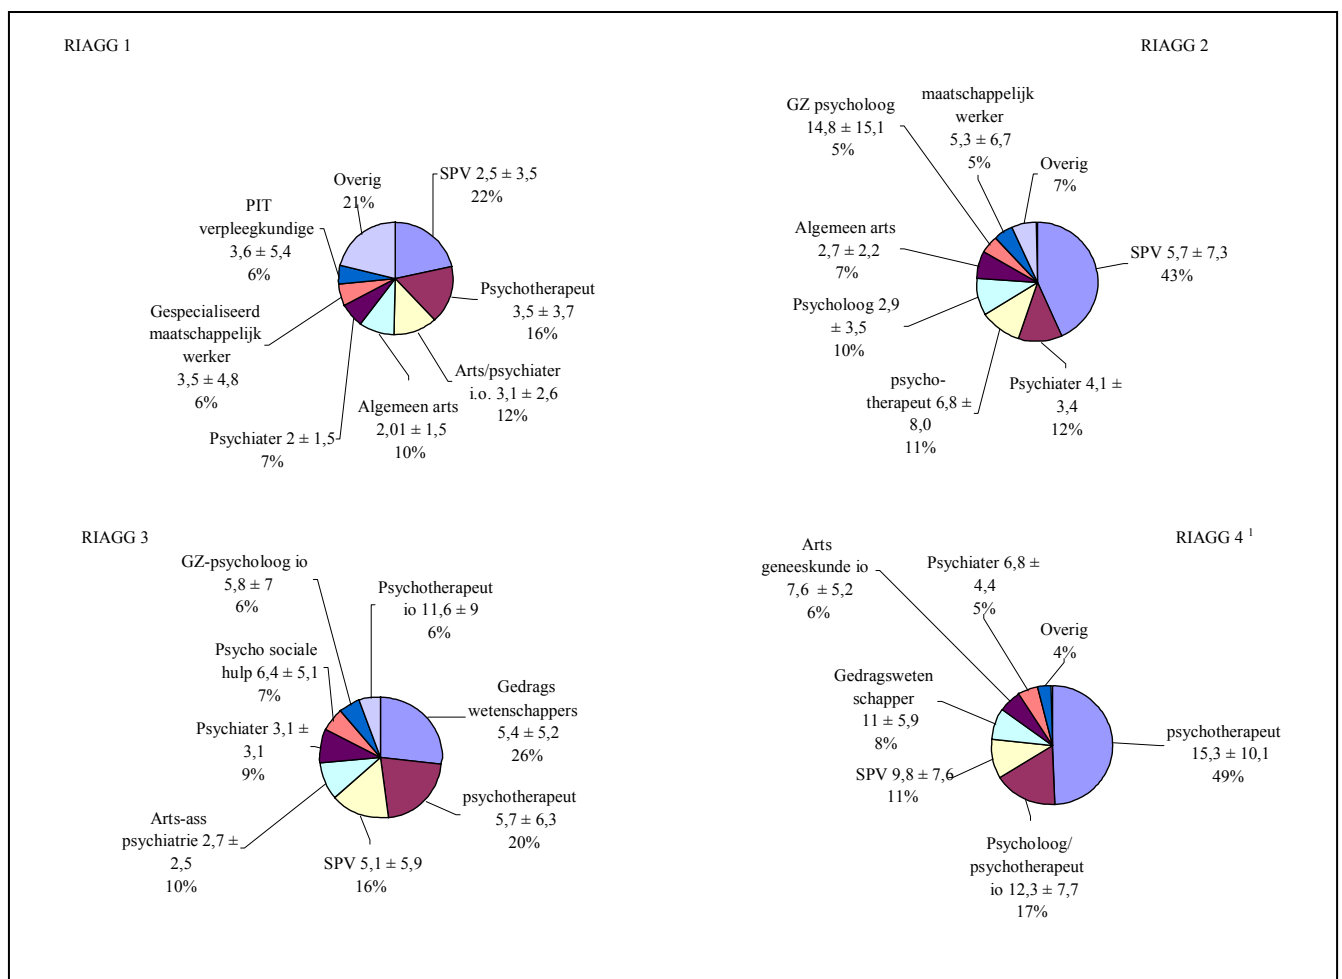 RIAGG 1
Overig
21%
SPV 2,5 ± 3,5
22%
PIT
verpleegkundige
3,6 ± 5,4
6%
Psychotherapeut
3,5 ± 3,7
16%
Gespecialiseerd
maatschappelijk
werker
3,5 ± 4,8
6%
Arts/psychiater
i.o. 3,1 ± 2,6
12%
Algemeen arts
2,01 ± 1,5
10%
Psychiater 2 ± 1,5
7%
RIAGG 2
GZ psycholoog
14,8 ± 15,1
5%
maatschappelijk
werker
5,3 ± 6,7
5%
Overig
7%
Algemeen arts
2,7 ± 2,2
7%
SPV 5,7 ± 7,3
43%
Psycholoog 2,9
± 3,5
10%
psycho-
therapeut 6,8 ±
8,0
11%
Psychiater 4,1 ±
3,4
12%
RIAGG 3
GZ-psycholoog io
5,8 ± 7
6%
Psychotherapeut
io 11,6 ± 9
6%
Psycho sociale
hulp 6,4 ± 5,1
7%
Gedrags
wetenschappers
5,4 ± 5,2
26%
Psychiater 3,1 ±
3,1
9%
psychotherapeut
5,7 ± 6,3
20%
Arts-ass
psychiatrie 2,7 ±
2,5
10%
SPV 5,1 ± 5,9
16%
RIAGG 4 1
Arts
geneeskunde io
7,6 ± 5,2
6%
Psychiater 6,8 ±
4,4
5%
Overig
4%
Gedragsweten
schapper
11 ± 5,9
8%
psychotherapeut
15,3 ± 10,1
49%
SPV 9,8 ± 7,6
11%
Psycholoog/
psychotherapeut
io 12,3 ± 7,7
17%